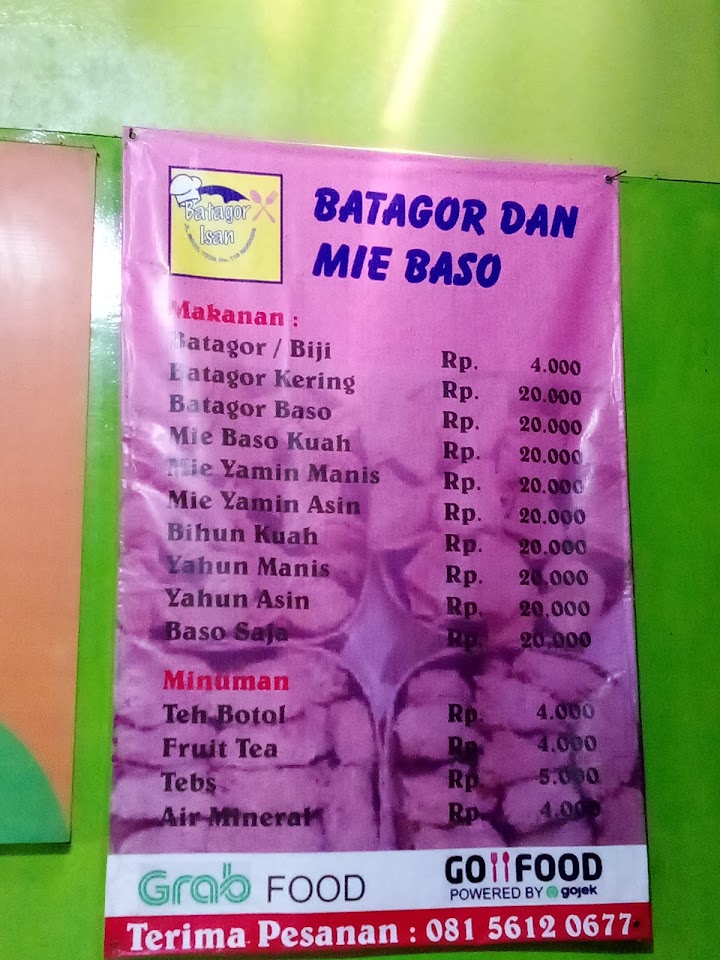 Batagor
Isan
BATAGOR DAN
MIE BASO
Makanan :
Batagor / Biji Rp. 4.000
Batagor Kering Rp. 20.000
Batagor Baso Rp. 20.000
Mie Baso Kuah Rp. 20.000
Mie Yamin Manis Rp. 20.000
Mie Yamin Asin Rp. 20.000
Bihun Kuah Rp. 20.000
Yahun Manis Rp. 20.000
Yahun Asin Rp. 20.000
Baso Saja Rp. 20.000
Minuman
Teh Botol Rp. 4.000
Fruit Tea Rp. 4.000
Tebs Rp. 5.000
Air Mineral Rp. 4.000
Grab FOOD
GO FOOD
POWERED BY gojek
Terima Pesanan : 081 5612 0677